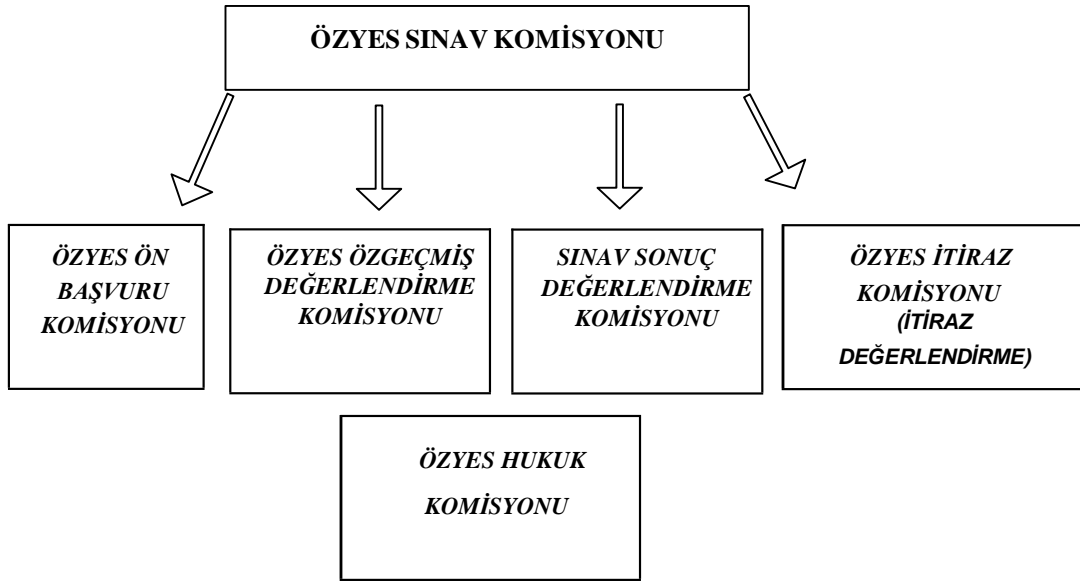 ÖZYES SINAV KOMİSYONU
ÖZYES ÖN
BAŞVURU
KOMİSYONU
ÖZYES ÖZGEÇMİŞ
DEĞERLENDİRME
KOMİSYONU
SINAV SONUÇ
DEĞERLENDİRME
KOMİSYONU
ÖZYES İTİRAZ
KOMİSYONU
(İTİRAZ
DEĞERLENDİRME)
ÖZYES HUKUK
KOMİSYONU